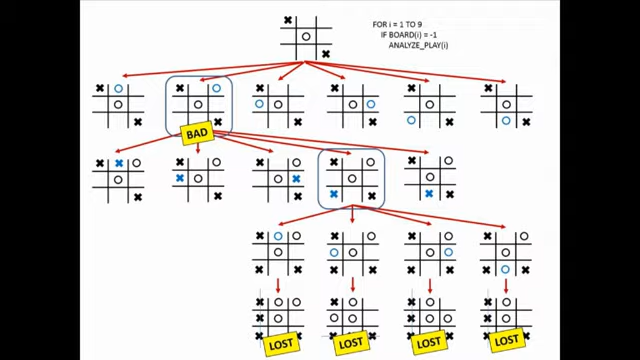 FOR i = 1 TO 9
IF BOARD(i) = -1
ANALYZE_PLAY(i)
BAD
LOST
LOST
LOST
LOST